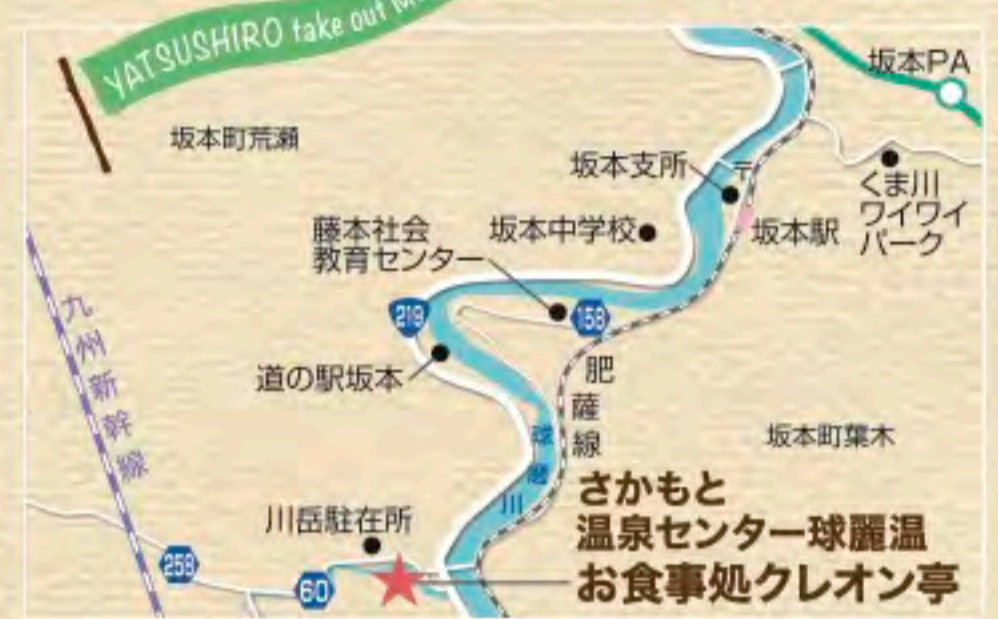 YATSUSHIRO take out
坂本町荒瀬
坂本PA
坂本支所
〒
くま川
ワイワイ
パーク
藤本社会
教育センター
坂本中学校
坂本駅
219
158
道の駅坂本
肥薩線
九州新幹線
球磨川
坂本町葉木
さかもと
温泉センター球麗温
お食事処クレオン亭
川岳駐在所
258
60